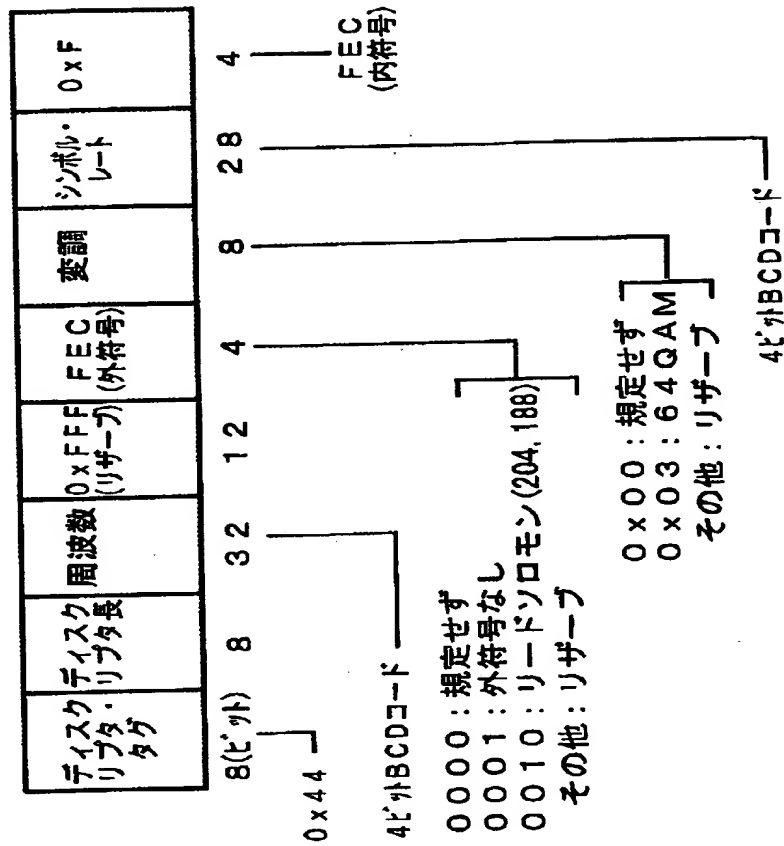 ディスク
リプタ・
タグ
ディスク
リプタ長
周波数
0xFFF
(リザーブ)
FEC
(外符号)
変調
シンボル・
レート
0xF
8(ビット)
8
32
12
4
8
28
4
0x44
4ビットBCDコード
0000:規定せず
0001:外符号なし
0010:リードソロモン(204,188)
その他:リザーブ
0x00:規定せず
0x03:64QAM
その他:リザーブ
4ビットBCDコード
FEC
(内符号)